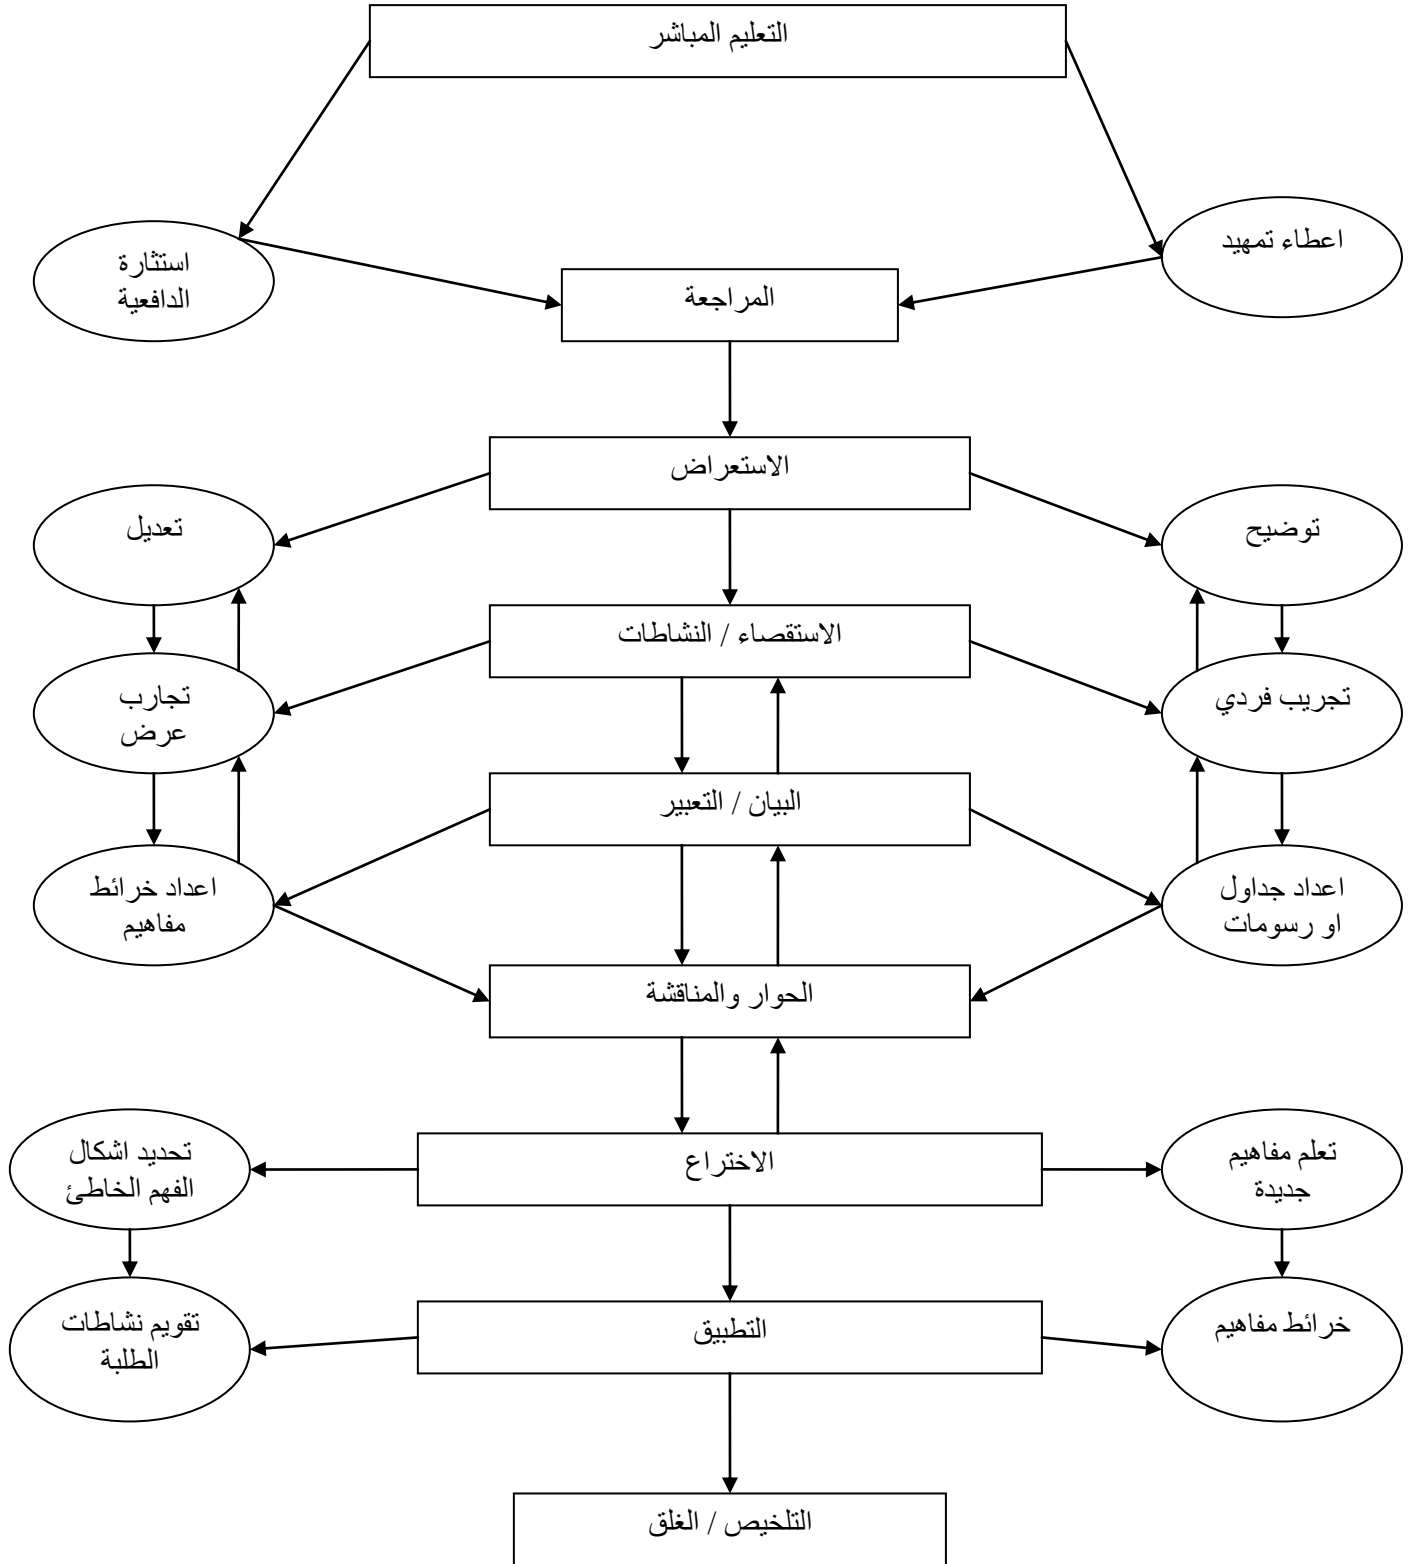 التعليم المباشر
اعطاء تمهيد
استثارة
الدافعية
المراجعة
الاستعراض
توضيح
تعديل
الاستقصاء / النشاطات
تجريب فردي
تجارب
عرض
البيان / التعبير
اعداد جداول
او رسومات
اعداد خرائط
مفاهيم
الحوار والمناقشة
تعلم مفاهيم
جديدة
الاختراع
تحديد اشكال
الفهم الخاطئ
خرائط مفاهيم
التطبيق
تقويم نشاطات
الطلبة
التلخيص / الغلق